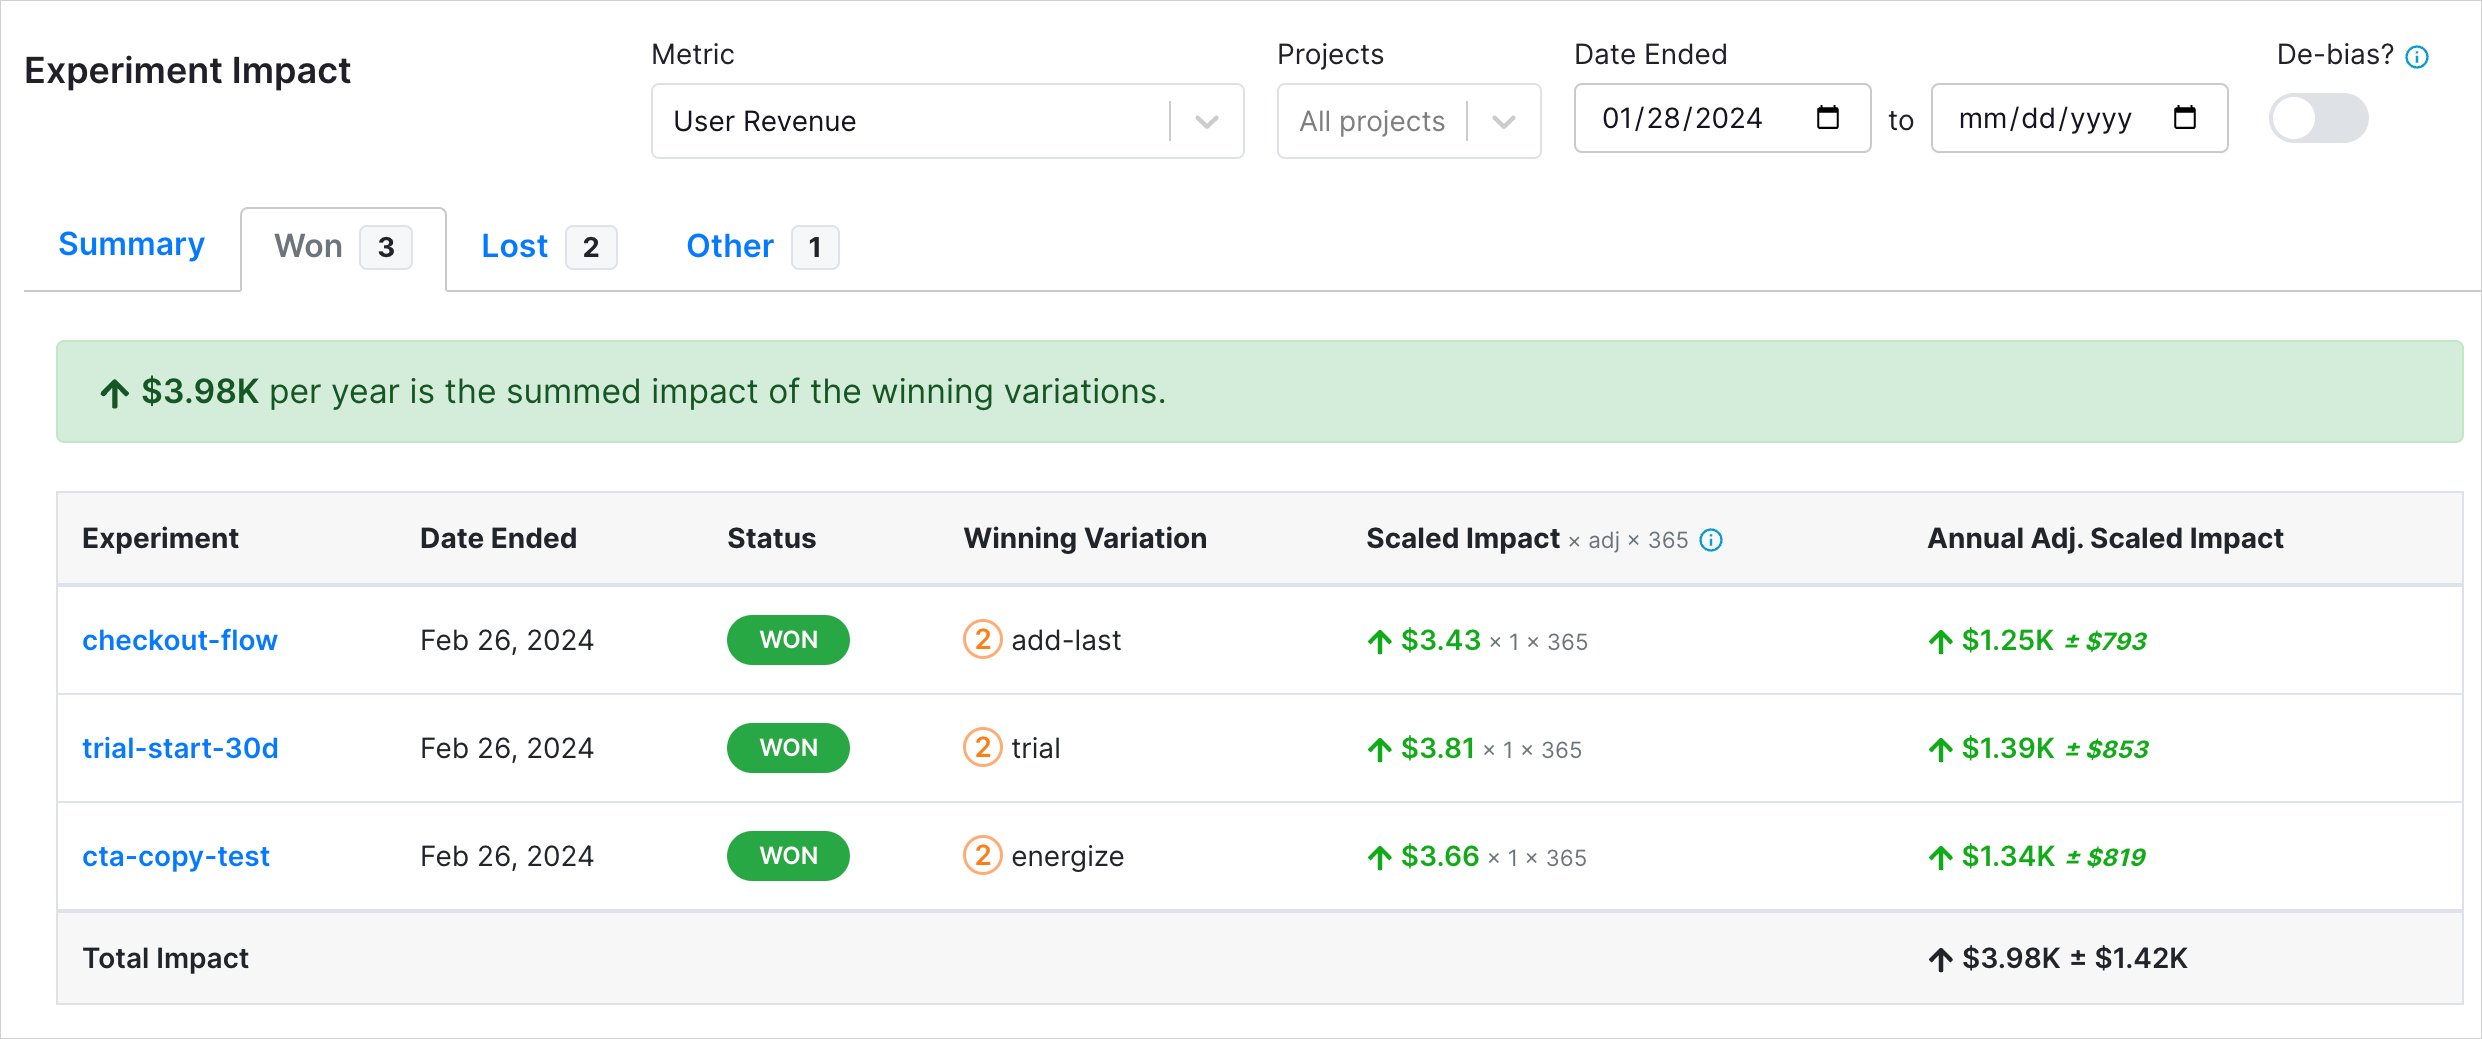 Experiment Impact
Metric
User Revenue
Projects
All projects
Date Ended
01/28/2024 to mm/dd/yyyy
De-bias?
Summary Won 3 Lost 2 Other 1
$3.98K per year is the summed impact of the winning variations.
Experiment Date Ended Status Winning Variation Scaled Impact × adj × 365 Annual Adj. Scaled Impact
checkout-flow Feb 26, 2024 WON 2 add-last $3.43 × 1 × 365 $1.25K ± $793
trial-start-30d Feb 26, 2024 WON 2 trial $3.81 × 1 × 365 $1.39K ± $853
cta-copy-test Feb 26, 2024 WON 2 energize $3.66 × 1 × 365 $1.34K ± $819
Total Impact $3.98K ± $1.42K